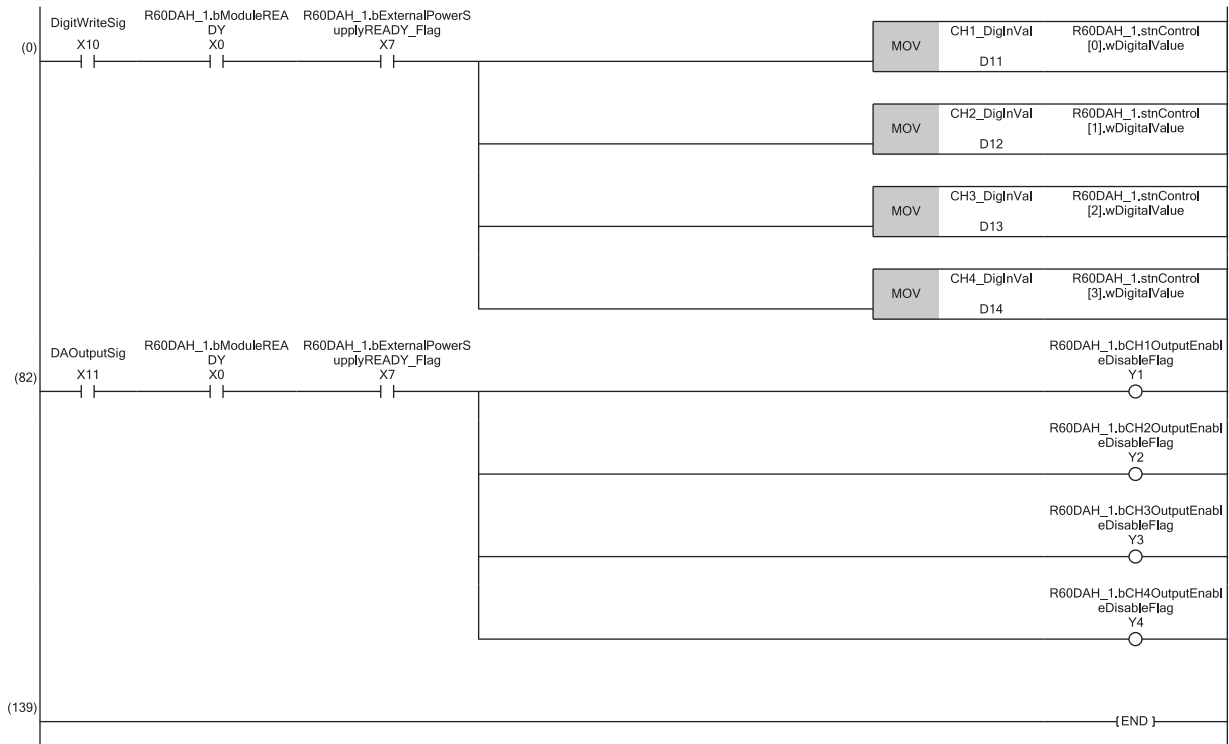 DigitWriteSig R60DAH_1.bModuleREA R60DAH_1.bExternalPowerS
DY upplyREADY_Flag
(0) X10 X0 X7
MOV CH1_DigInVal R60DAH_1.stnControl
[0].wDigitalValue
D11
MOV CH2_DigInVal R60DAH_1.stnControl
[1].wDigitalValue
D12
MOV CH3_DigInVal R60DAH_1.stnControl
[2].wDigitalValue
D13
MOV CH4_DigInVal R60DAH_1.stnControl
[3].wDigitalValue
D14
DAOutputSig R60DAH_1.bModuleREA R60DAH_1.bExternalPowerS
DY upplyREADY_Flag
(82) X11 X0 X7
R60DAH_1.bCH1OutputEnabl
eDisableFlag
Y1
R60DAH_1.bCH2OutputEnabl
eDisableFlag
Y2
R60DAH_1.bCH3OutputEnabl
eDisableFlag
Y3
R60DAH_1.bCH4OutputEnabl
eDisableFlag
Y4
(139)
[END]